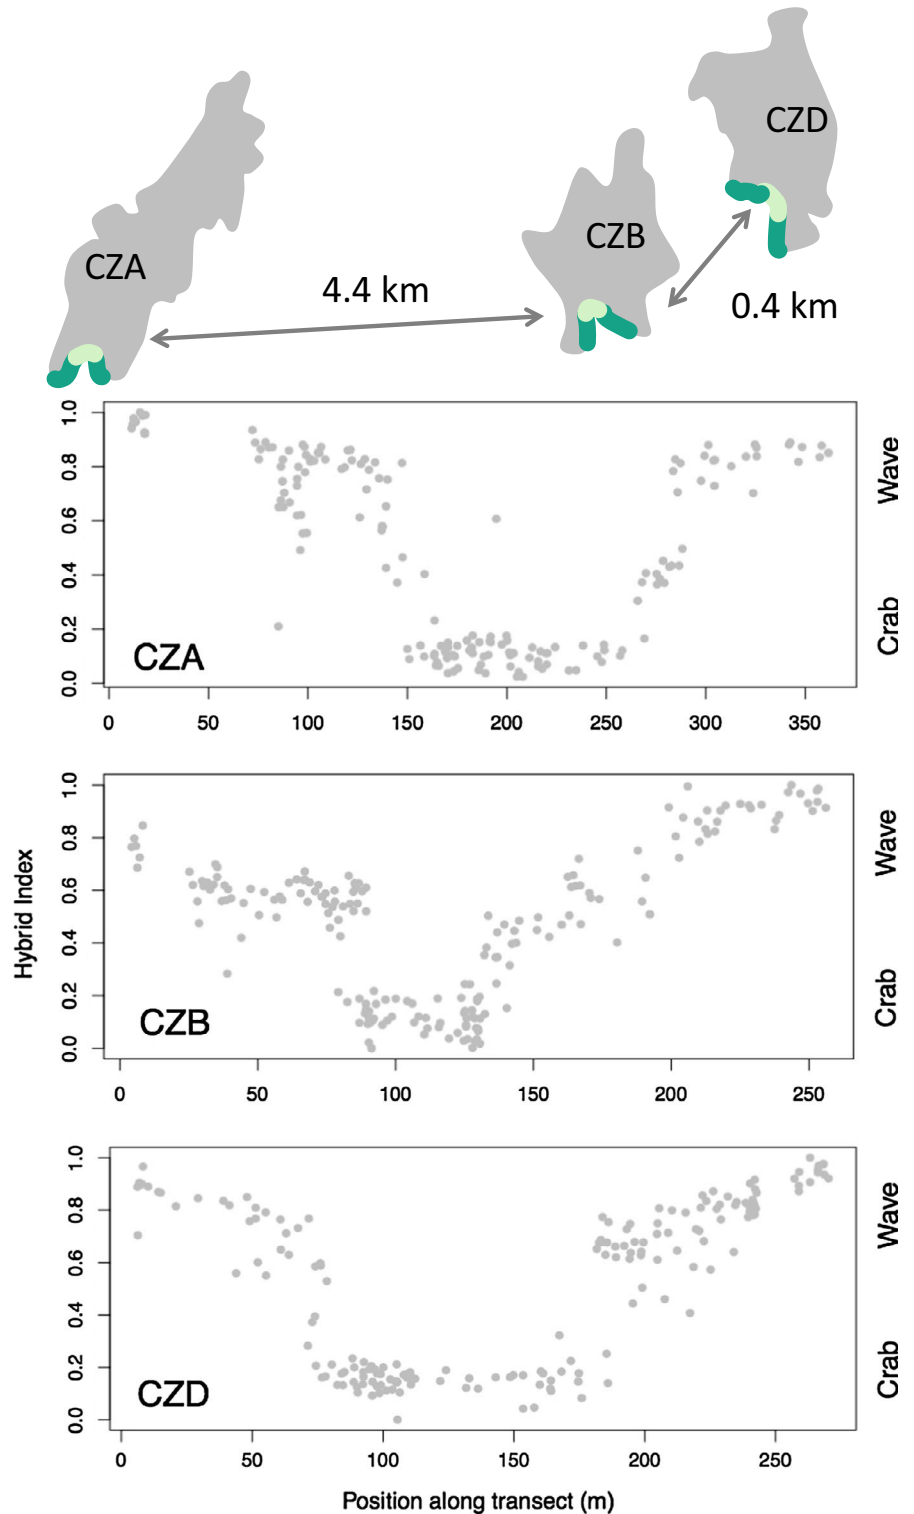 CZD
CZB
CZA
4.4 km
0.4 km
1.0
0.8
0.6
0.4
0.2
0.0
Wave
Crab
CZA
0 50 100 150 200 250 300 350
Hybrid Index
1.0
0.8
0.6
0.4
0.2
0.0
Wave
Crab
CZB
0 50 100 150 200 250
1.0
0.8
0.6
0.4
0.2
0.0
Wave
Crab
CZD
0 50 100 150 200 250
Position along transect (m)